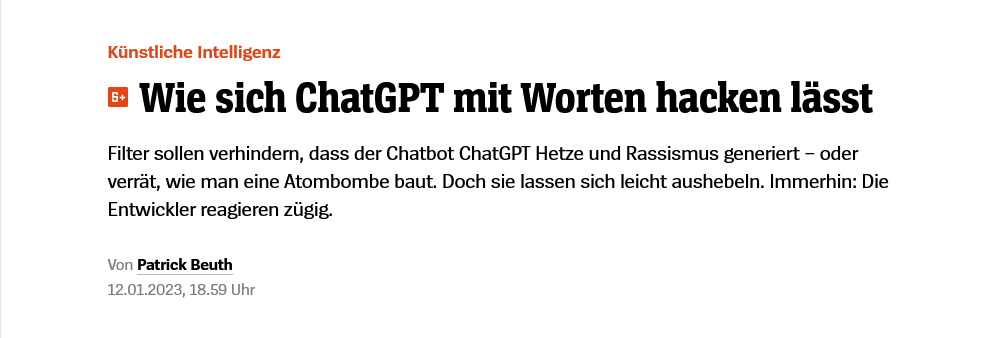 Künstliche Intelligenz
S+ Wie sich ChatGPT mit Worten hacken lässt
Filter sollen verhindern, dass der Chatbot ChatGPT Hetze und Rassismus generiert – oder
verrät, wie man eine Atombombe baut. Doch sie lassen sich leicht aushebeln. Immerhin: Die
Entwickler reagieren zügig.
Von Patrick Beuth
12.01.2023, 18.59 Uhr